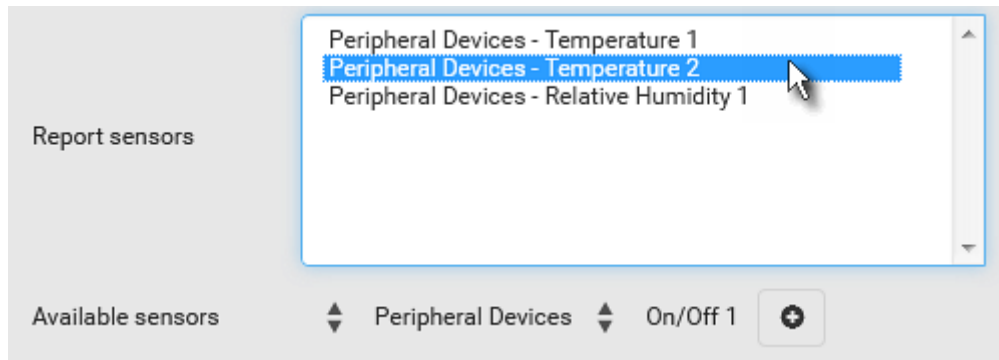 Peripheral Devices - Temperature 1
Peripheral Devices - Temperature 2
Peripheral Devices - Relative Humidity 1
Report sensors
Available sensors Peripheral Devices On/Off 1